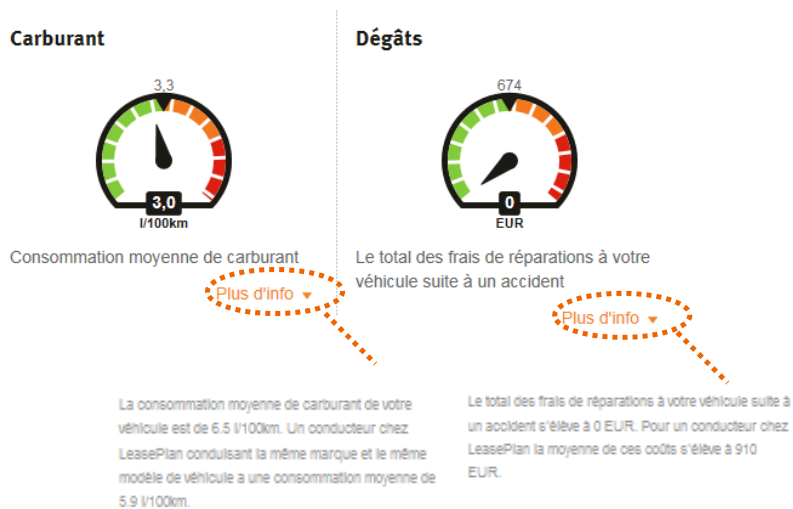 Carburant
3,3
3,0
l/100km
Consommation moyenne de carburant
Plus d'info
La consommation moyenne de carburant de votre
véhicule est de 6.5 l/100km. Un conducteur chez
LeasePlan conduisant la même marque et le même
modèle de véhicule a une consommation moyenne de
5.9 l/100km.
Dégâts
674
0
EUR
Le total des frais de réparations à votre
véhicule suite à un accident
Plus d'info
Le total des frais de réparations à votre véhicule suite à
un accident s'élève à 0 EUR. Pour un conducteur chez
LeasePlan la moyenne de ces coûts s'élève à 910
EUR.